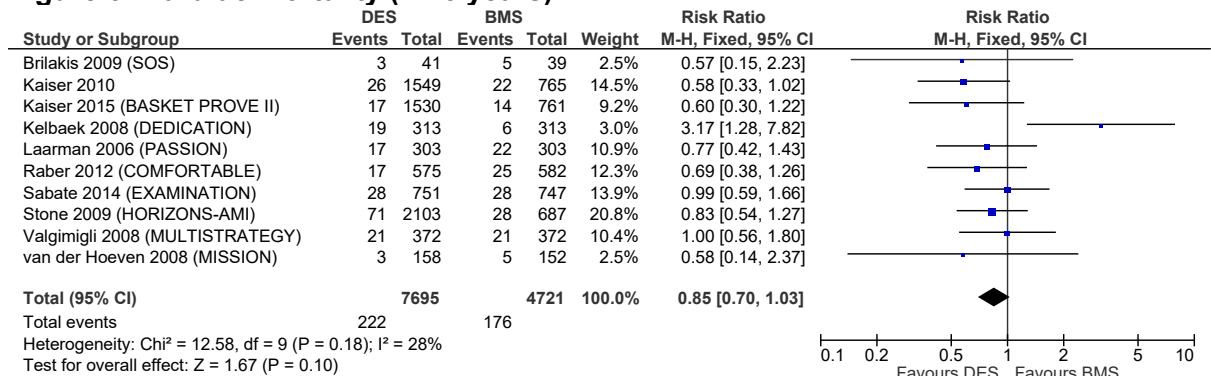 DES BMS Risk Ratio Risk Ratio
Study or Subgroup Events Total Events Total Weight M-H, Fixed, 95% CI M-H, Fixed, 95% CI
Brilakis 2009 (SOS) 3 41 5 39 2.5% 0.57 [0.15, 2.23]
Kaiser 2010 26 1549 22 765 14.5% 0.58 [0.33, 1.02]
Kaiser 2015 (BASKET PROVE II) 17 1530 14 761 9.2% 0.60 [0.30, 1.22]
Kelbaek 2008 (DEDICATION) 19 313 6 313 3.0% 3.17 [1.28, 7.82]
Laarman 2006 (PASSION) 17 303 22 303 10.9% 0.77 [0.42, 1.43]
Raber 2012 (COMFORTABLE) 17 575 25 582 12.3% 0.69 [0.38, 1.26]
Sabate 2014 (EXAMINATION) 28 751 28 747 13.9% 0.99 [0.59, 1.66]
Stone 2009 (HORIZONS-AMI) 71 2103 28 687 20.8% 0.83 [0.54, 1.27]
Valgimigli 2008 (MULTISTRATEGY) 21 372 21 372 10.4% 1.00 [0.56, 1.80]
van der Hoeven 2008 (MISSION) 3 158 5 152 2.5% 0.58 [0.14, 2.37]
Total (95% CI) 7695 4721 100.0% 0.85 [0.70, 1.03]
Total events 222 176
Heterogeneity: Chi² = 12.58, df = 9 (P = 0.18); I² = 28%
Test for overall effect: Z = 1.67 (P = 0.10)
0.1 0.2 0.5 1 2 5 10
Favours DES Favours BMS